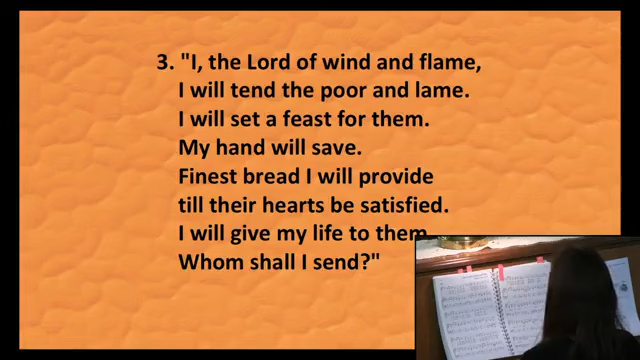 3. "I, the Lord of wind and flame,
I will tend the poor and lame.
I will set a feast for them.
My hand will save.
Finest bread I will provide
till their hearts be satisfied.
I will give my life to them.
Whom shall I send?"